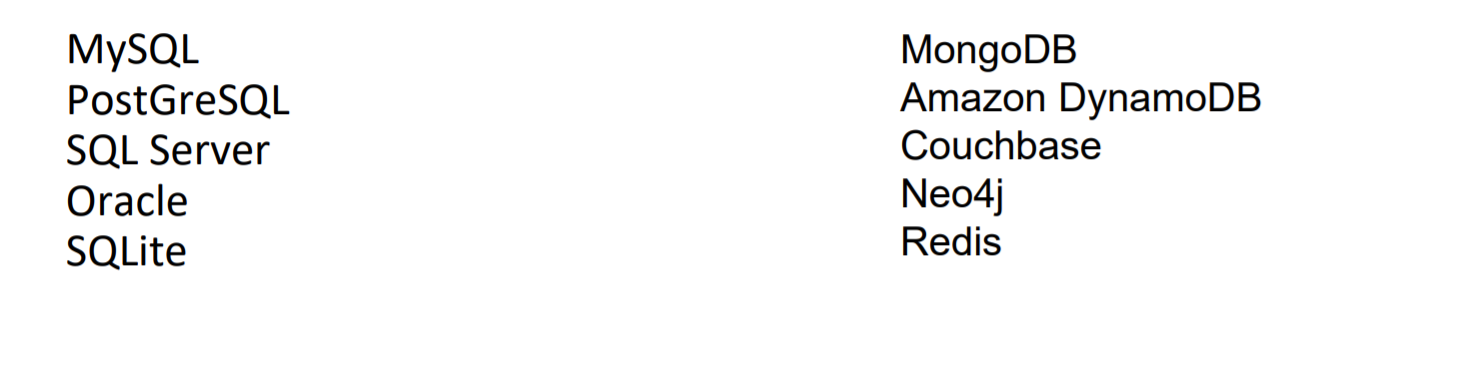 MySQL
PostGreSQL
SQL Server
Oracle
SQLite
MongoDB
Amazon DynamoDB
Couchbase
Neo4j
Redis